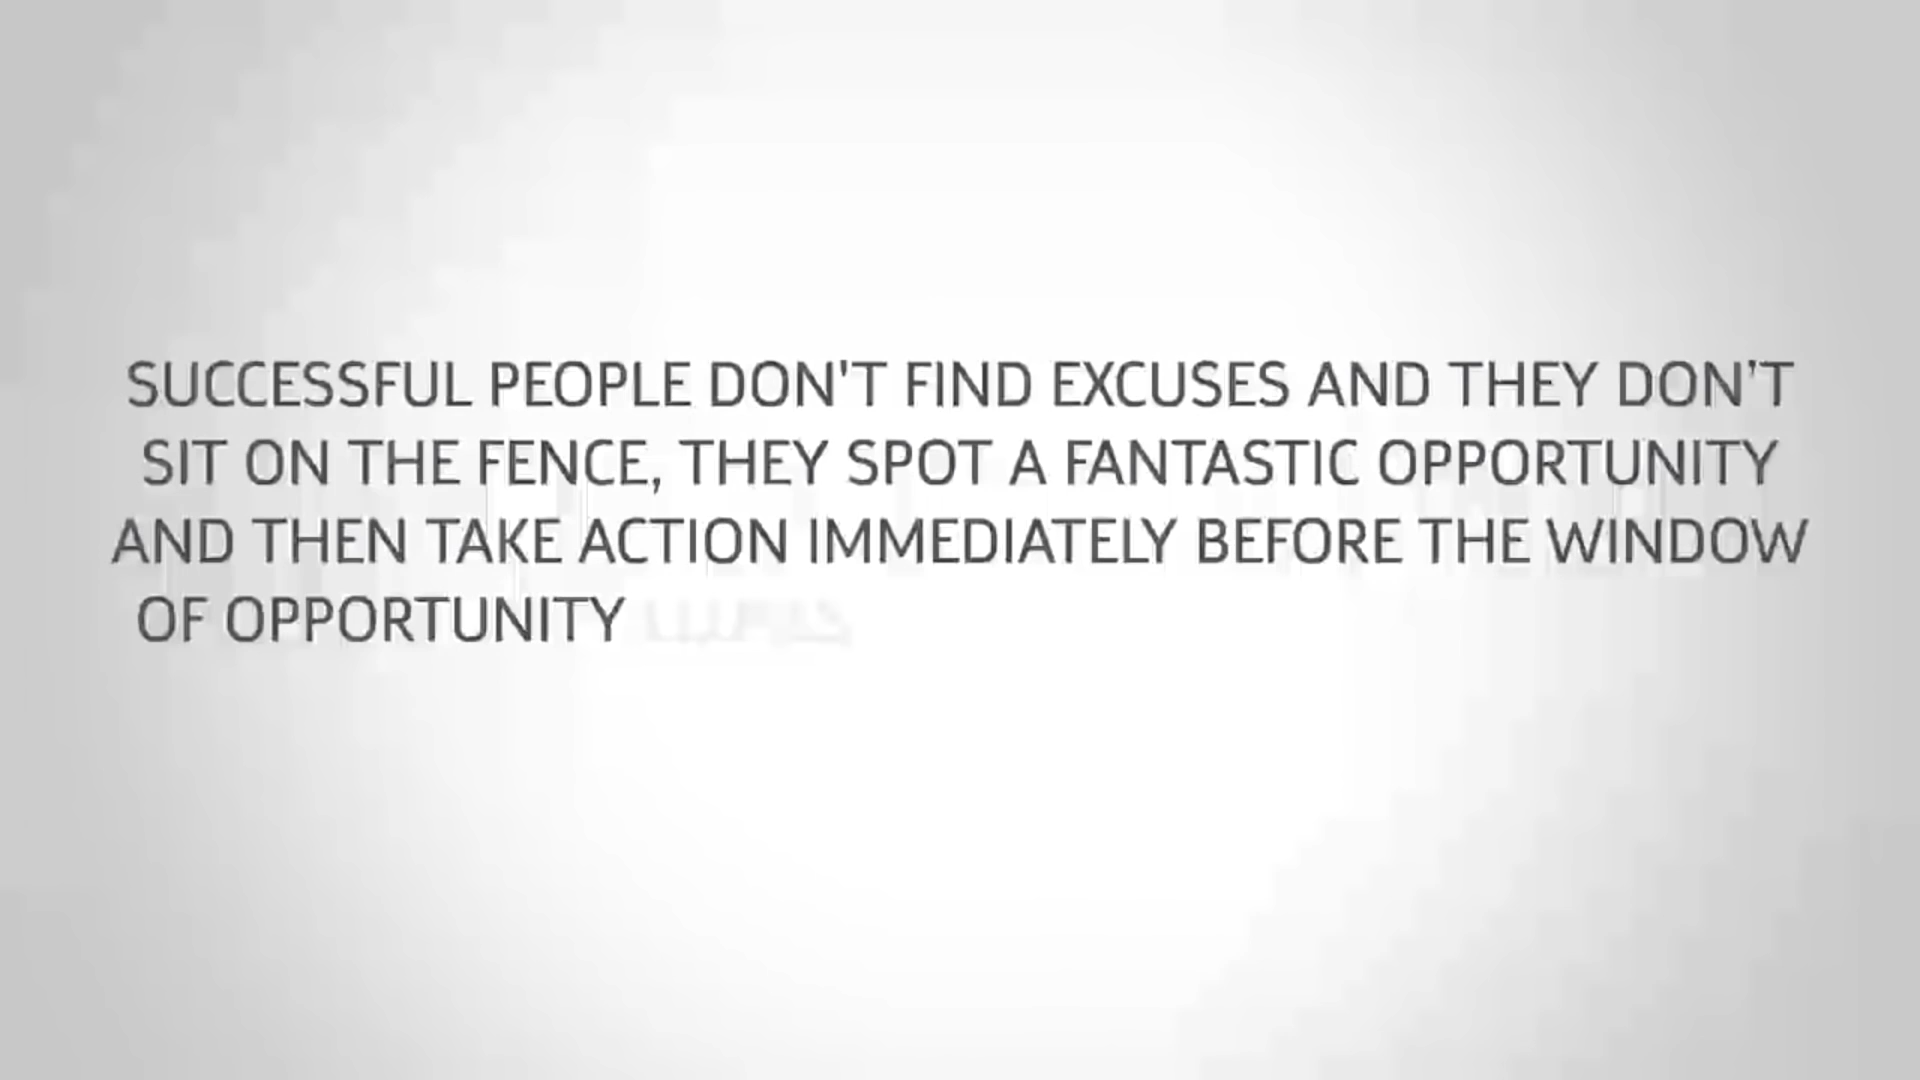 SUCCESSFUL PEOPLE DON'T FIND EXCUSES AND THEY DON'T
SIT ON THE FENCE, THEY SPOT A FANTASTIC OPPORTUNITY
AND THEN TAKE ACTION IMMEDIATELY BEFORE THE WINDOW
OF OPPORTUNITY